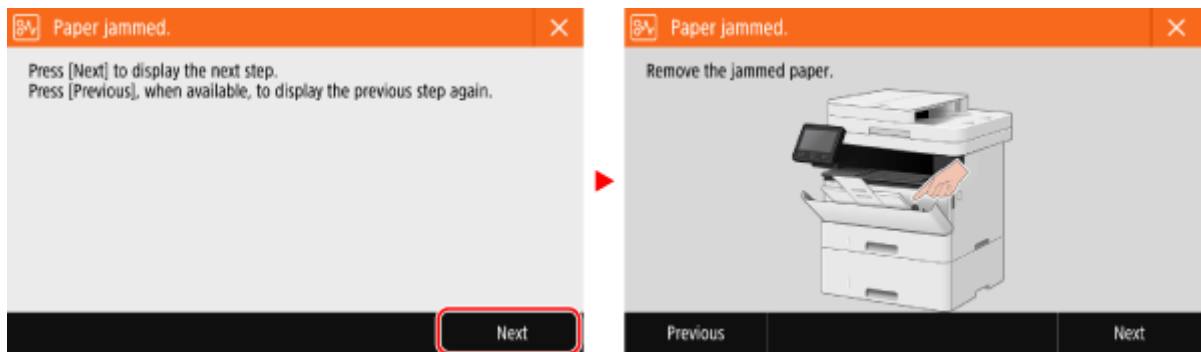 Paper jammed.
Press [Next] to display the next step.
Press [Previous], when available, to display the previous step again.
Next
Paper jammed.
Remove the jammed paper.
Previous
Next